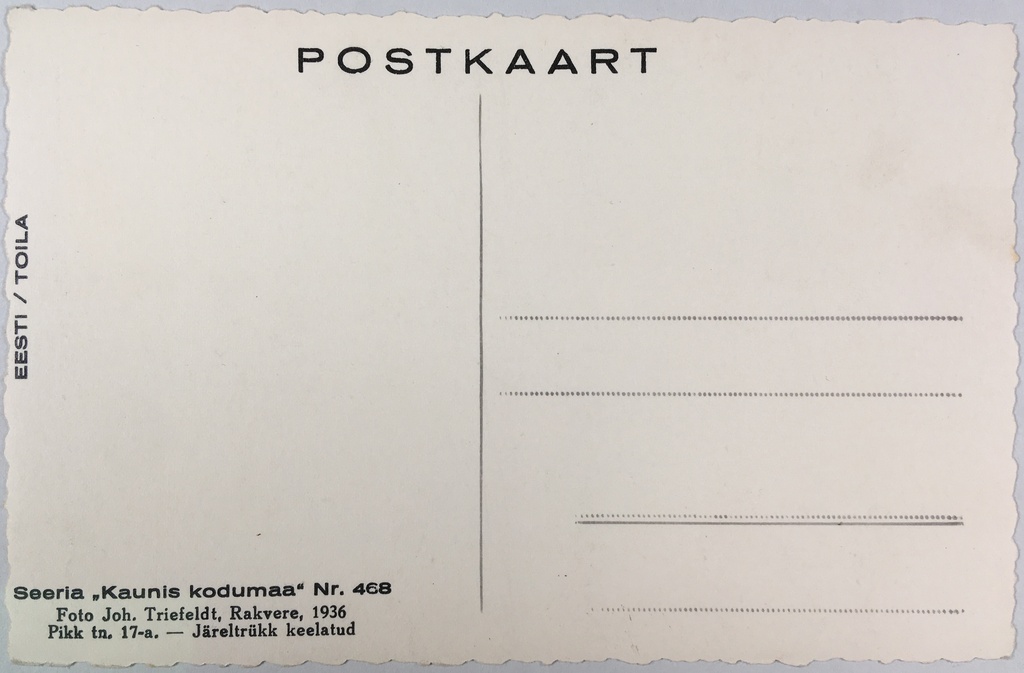 POSTKAART
EESTI / TOILA
Seeria „Kaunis kodumaa“ Nr. 468
Foto Joh. Triefeldt, Rakvere, 1936
Pikk tn. 17-a. — Järeltrükk keelatud